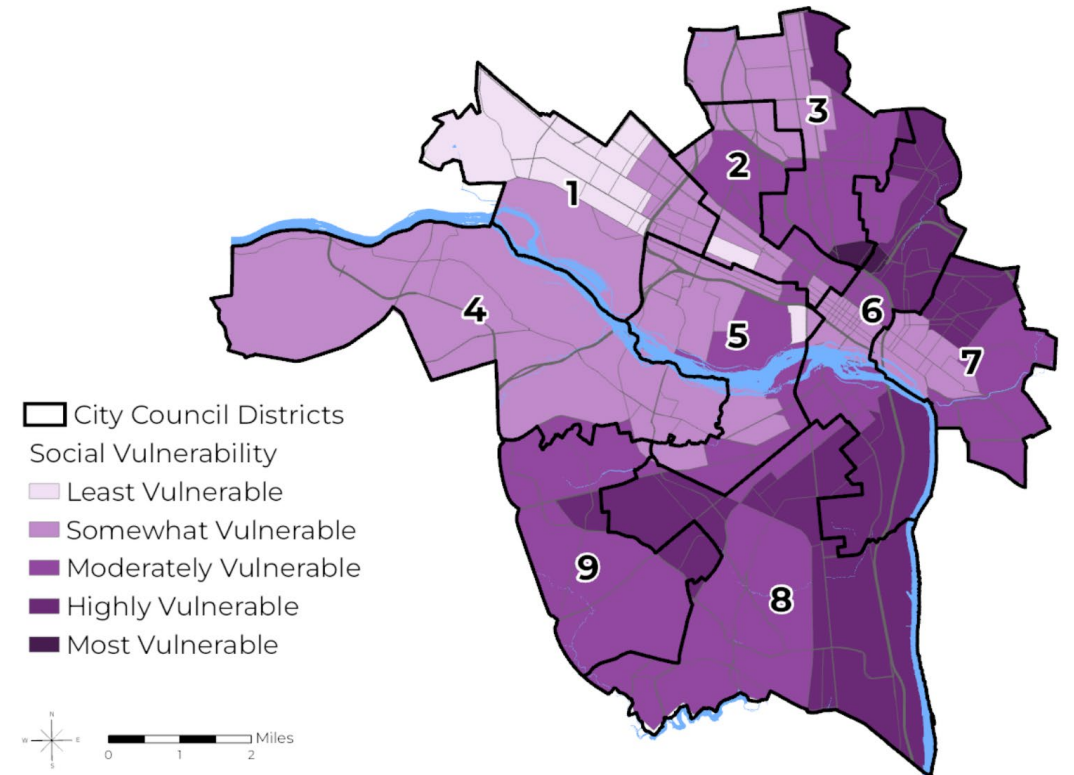 3
2
1
6
4
5
7
City Council Districts
Social Vulnerability
Least Vulnerable
Somewhat Vulnerable
Moderately Vulnerable
Highly Vulnerable
Most Vulnerable
9
8
N
W E
S
Miles
0 1 2